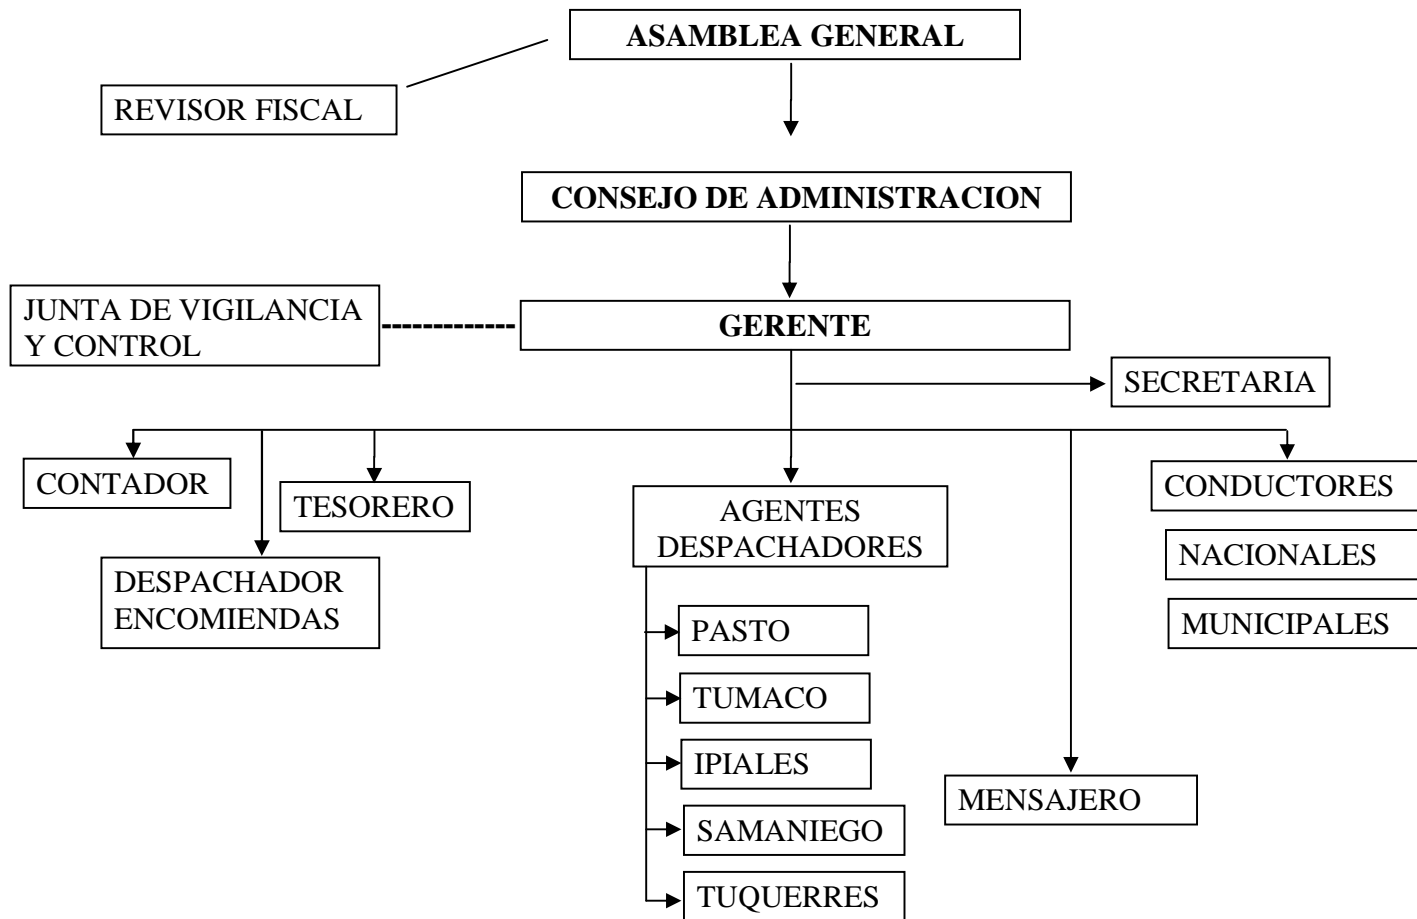 ASAMBLEA GENERAL
REVISOR FISCAL
CONSEJO DE ADMINISTRACION
JUNTA DE VIGILANCIA
Y CONTROL
GERENTE
SECRETARIA
CONTADOR
TESORERO
AGENTES
DESPACHADORES
CONDUCTORES
NACIONALES
MUNICIPALES
DESPACHADOR
ENCOMIENDAS
PASTO
TUMACO
IPIALES
SAMANIEGO
TUQUERRES
MENSAJERO